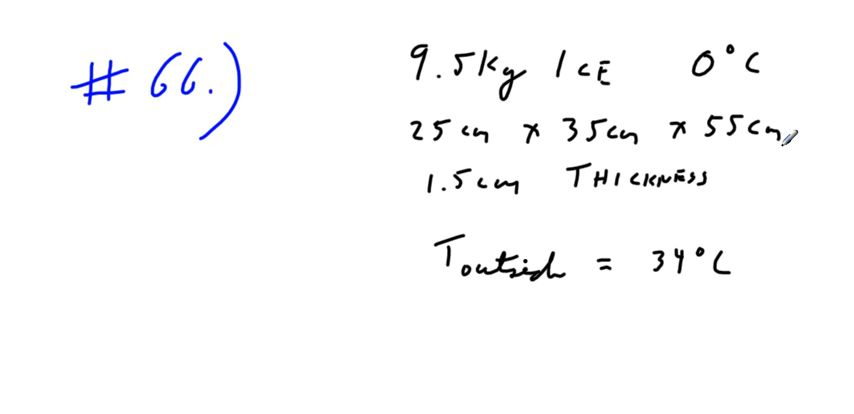 # 66.)
9.5kg ICE 0°C
25cm x 35cm x 55cm
1.5cm THICKNESS
Toutside = 34°C